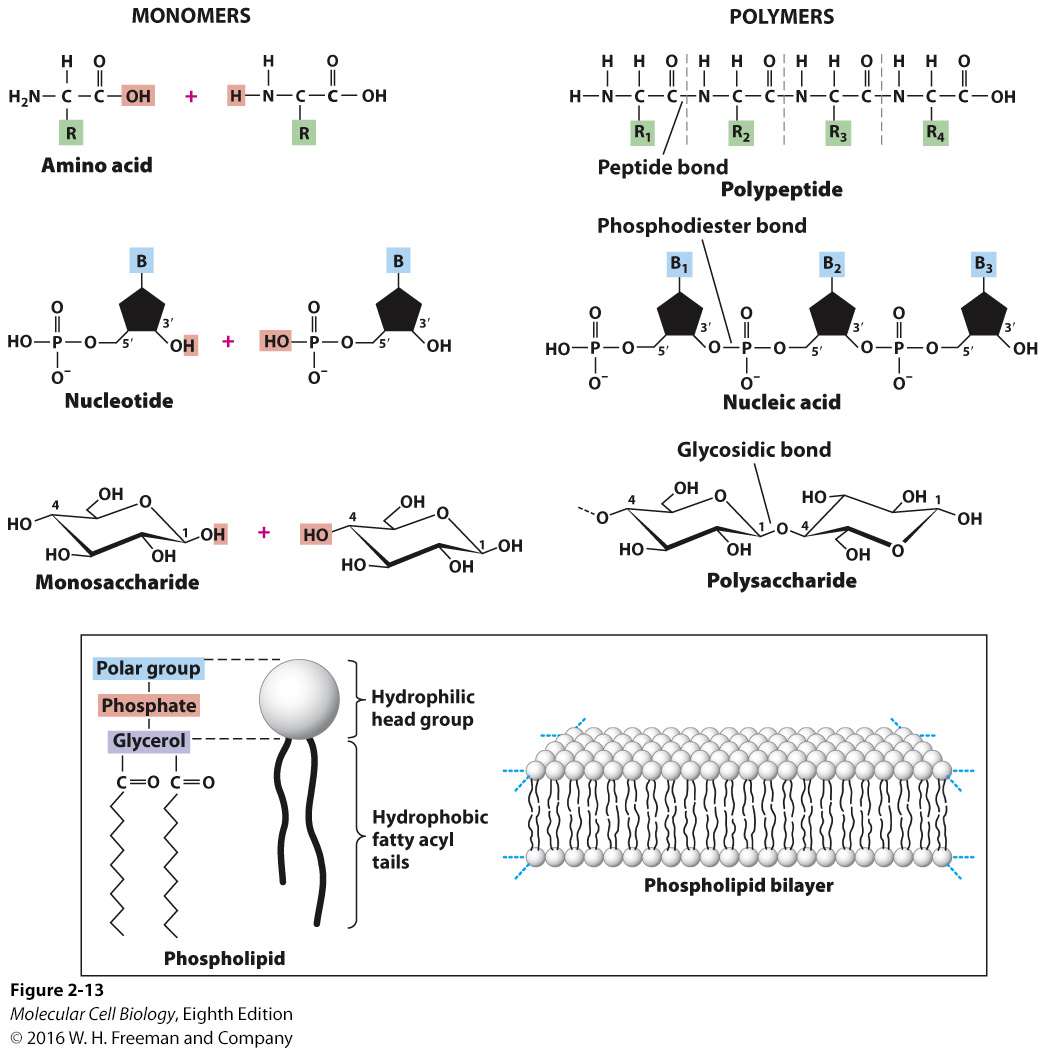 MONOMERS
POLYMERS
H O
H₂N–C–C–OH + H–N–C–C–OH
H O
R
R
Amino acid
H H O H H O H H O H H O
H–N–C–C–N–C–C–N–C–C–N–C–C–OH
R₁ R₂ R₃ R₄
Peptide bond
Polypeptide
Phosphodiester bond
B
B
O
O
HO–P–O 5′ 3′ OH + HO–P–O 5′ 3′ OH
O⁻
O⁻
Nucleotide
B₁ B₂ B₃
O O O
HO–P–O 5′ 3′ O–P–O 5′ 3′ O–P–O 5′ 3′ OH
O⁻ O⁻ O⁻
Nucleic acid
Glycosidic bond
HO 4 OH O 1 OH HO OH + HO 4 OH O 1 OH HO OH
Monosaccharide
O 4 OH O 1 HO OH O 4 HO OH 1 OH O OH
Polysaccharide
Polar group
Phosphate
Glycerol
C=O C=O
Hydrophilic
head group
Hydrophobic
fatty acyl
tails
Phospholipid
Phospholipid bilayer
Figure 2-13
Molecular Cell Biology, Eighth Edition
© 2016 W. H. Freeman and Company